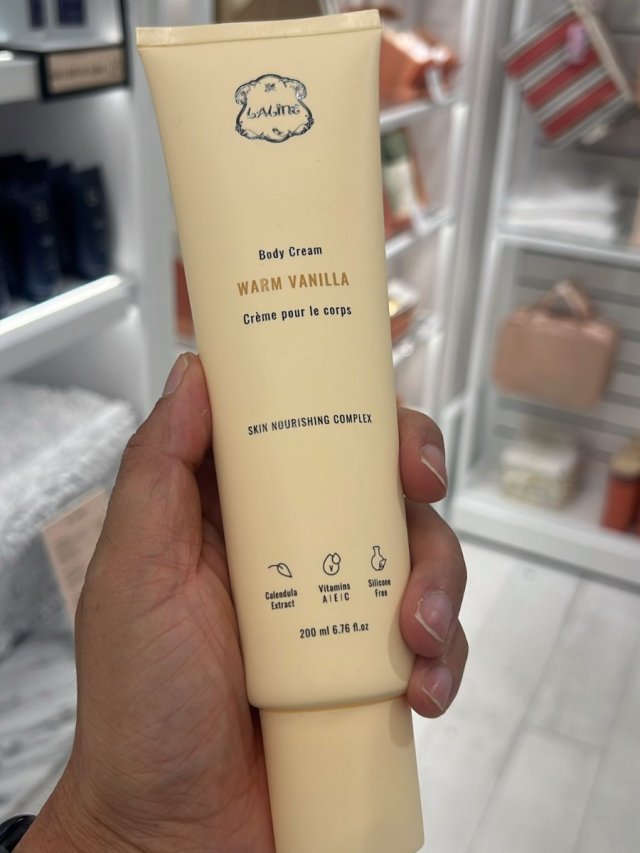 LALiNE
Body Cream
WARM VANILLA
Crème pour le corps
SKIN NOURISHING COMPLEX
Calendula
Extract
Vitamins
A | E | C
Silicone
Free
200 ml 6.76 fl.oz